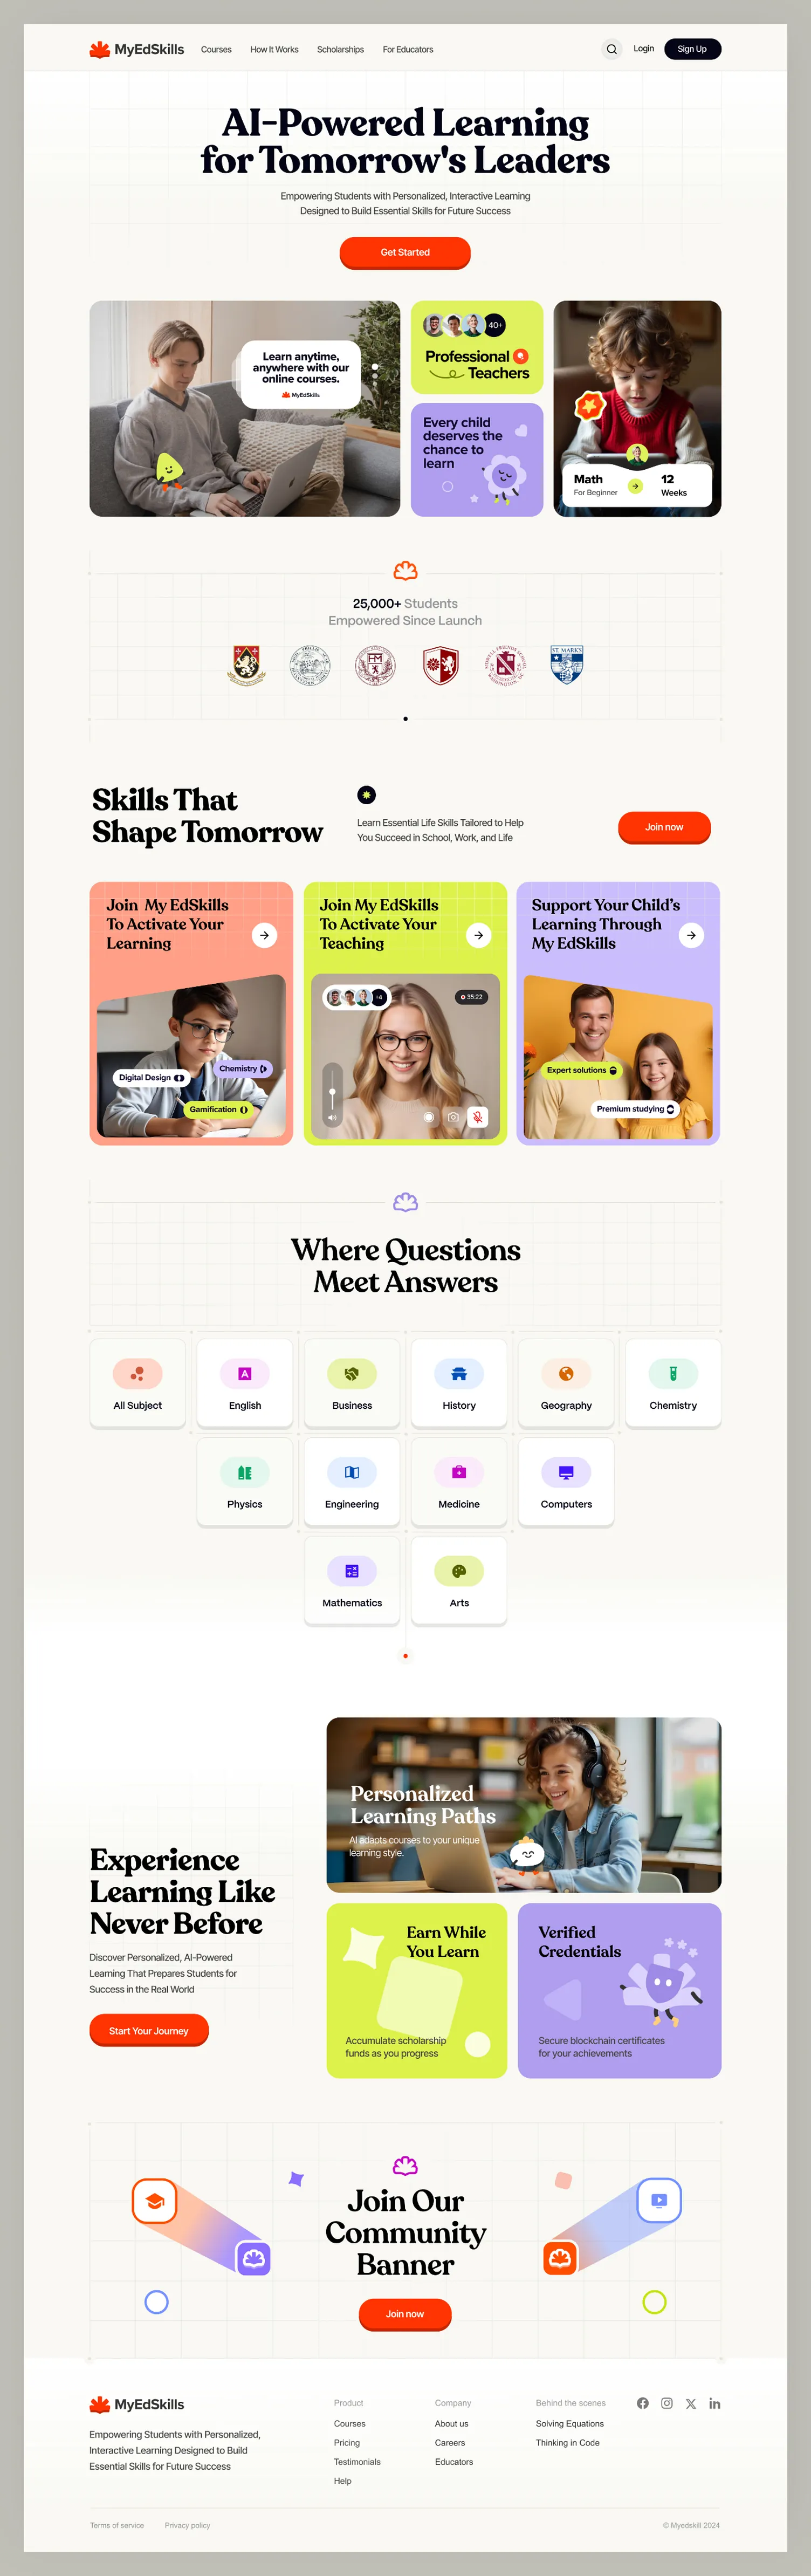 MyEdSkills
Courses
How It Works
Scholarships
For Educators
Login
Sign Up
AI-Powered Learning
for Tomorrow's Leaders
Empowering Students with Personalized, Interactive Learning
Designed to Build Essential Skills for Future Success
Get Started
Learn anytime,
anywhere with our
online courses.
MyEdSkills
40+
Professional
Teachers
Every child
deserves the
chance to
learn
Math
For Beginner
12
Weeks
25,000+ Students
Empowered Since Launch
ST. MARKS
Skills That
Shape Tomorrow
Learn Essential Life Skills Tailored to Help
You Succeed in School, Work, and Life
Join now
Join My EdSkills
To Activate Your
Learning
Digital Design
Chemistry
Gamification
Join My EdSkills
To Activate Your
Teaching
+4
35:22
Support Your Child's
Learning Through
My EdSkills
Expert solutions
Premium studying
Where Questions
Meet Answers
All Subject
English
Business
History
Geography
Chemistry
Physics
Engineering
Medicine
Computers
Mathematics
Arts
Experience
Learning Like
Never Before
Discover Personalized, AI-Powered
Learning That Prepares Students for
Success in the Real World
Start Your Journey
Personalized
Learning Paths
AI adapts courses to your unique
learning style.
Earn While
You Learn
Accumulate scholarship
funds as you progress
Verified
Credentials
Secure blockchain certificates
for your achievements
Join Our
Community
Banner
Join now
MyEdSkills
Empowering Students with Personalized,
Interactive Learning Designed to Build
Essential Skills for Future Success
Product
Courses
Pricing
Testimonials
Help
Company
About us
Careers
Educators
Behind the scenes
Solving Equations
Thinking in Code
Terms of service
Privacy policy
© Myedskill 2024